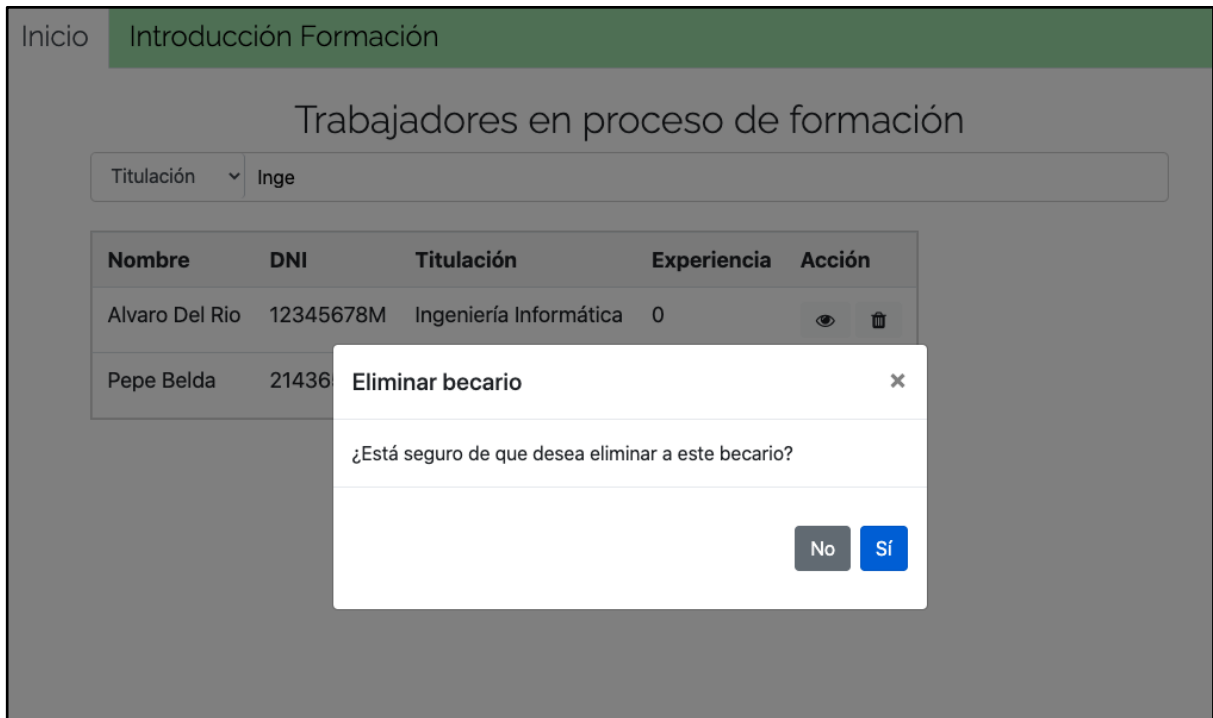 Inicio Introducción Formación
Trabajadores en proceso de formación
Titulación Inge
Nombre DNI Titulación Experiencia Acción
Alvaro Del Rio 12345678M Ingeniería Informática 0
Pepe Belda 21436
Eliminar becario ×
¿Está seguro de que desea eliminar a este becario?
No Sí